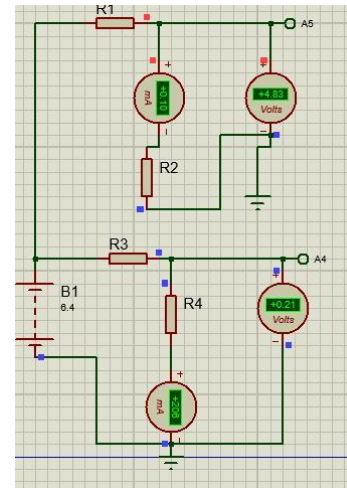 R1
A5
+
+
mA
+0.10
+4.83
Volts
−
−
R2
R3
A4
+
B1
6.4
R4
+0.21
Volts
−
+
mA
+206
−